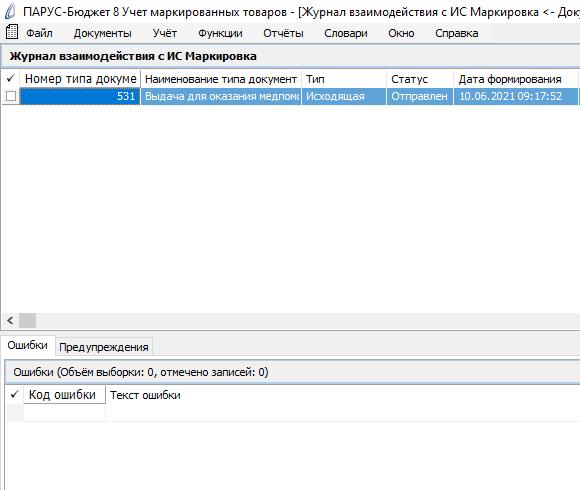 ПАРУС-Бюджет 8 Учет маркированных товаров - [Журнал взаимодействия с ИС Маркировка <- Доку
Файл Документы Учёт Функции Отчёты Словари Окно Справка
Журнал взаимодействия с ИС Маркировка
✓ Номер типа докуме Наименование типа документ Тип Статус Дата формирования
531 Выдача для оказания медпомо Исходящая Отправлен 10.06.2021 09:17:52
Ошибки Предупреждения
Ошибки (Объём выборки: 0, отмечено записей: 0)
✓ Код ошибки Текст ошибки